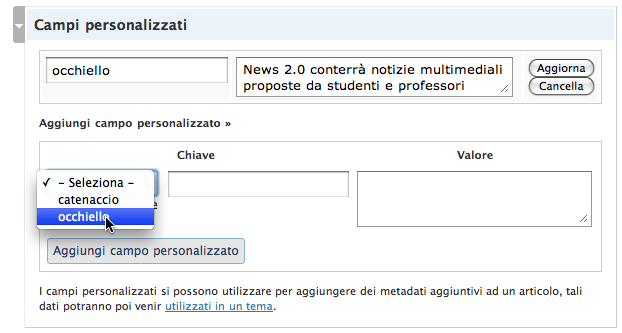 Campi personalizzati
occhiello
News 2.0 conterrà notizie multimediali
proposte da studenti e professori
Aggiorna
Cancella
Aggiungi campo personalizzato »
Chiave
Valore
✓ - Seleziona -
catenaccio
occhiello
e
Aggiungi campo personalizzato
I campi personalizzati si possono utilizzare per aggiungere dei metadati aggiuntivi ad un articolo, tali
dati potranno poi venir utilizzati in un tema.